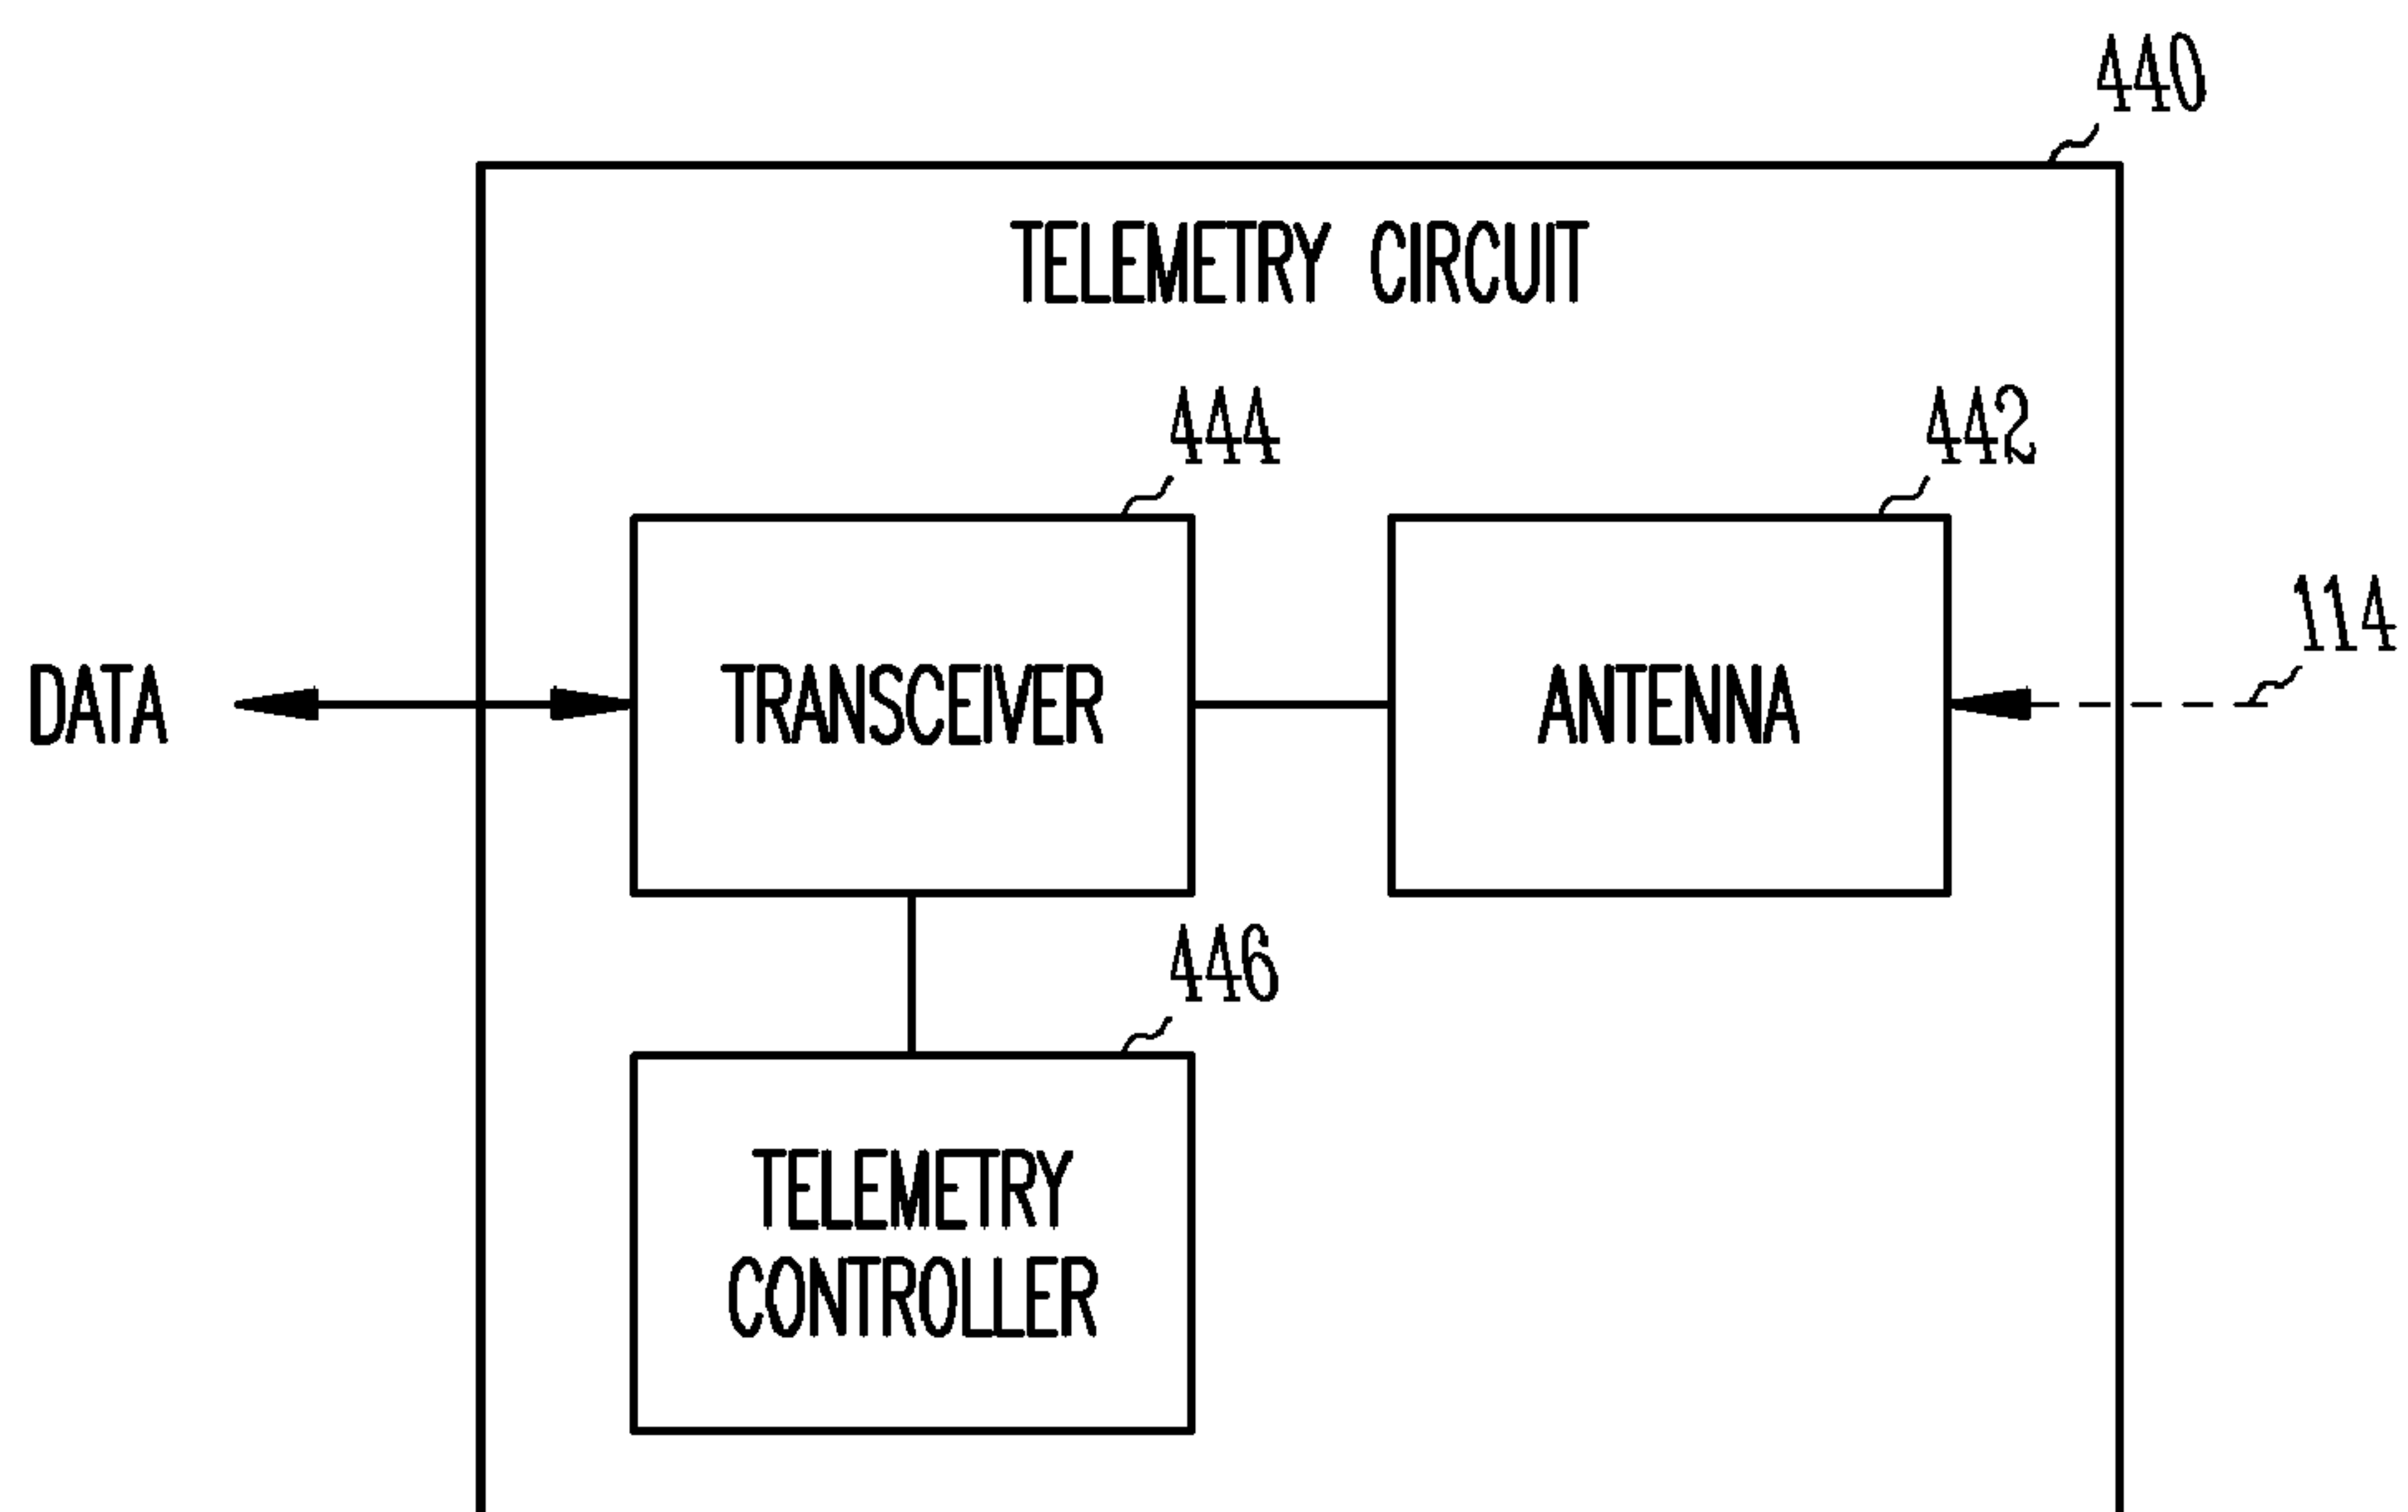 440
TELEMETRY CIRCUIT
444
442
114
DATA
TRANSCEIVER
ANTENNA
446
TELEMETRY
CONTROLLER